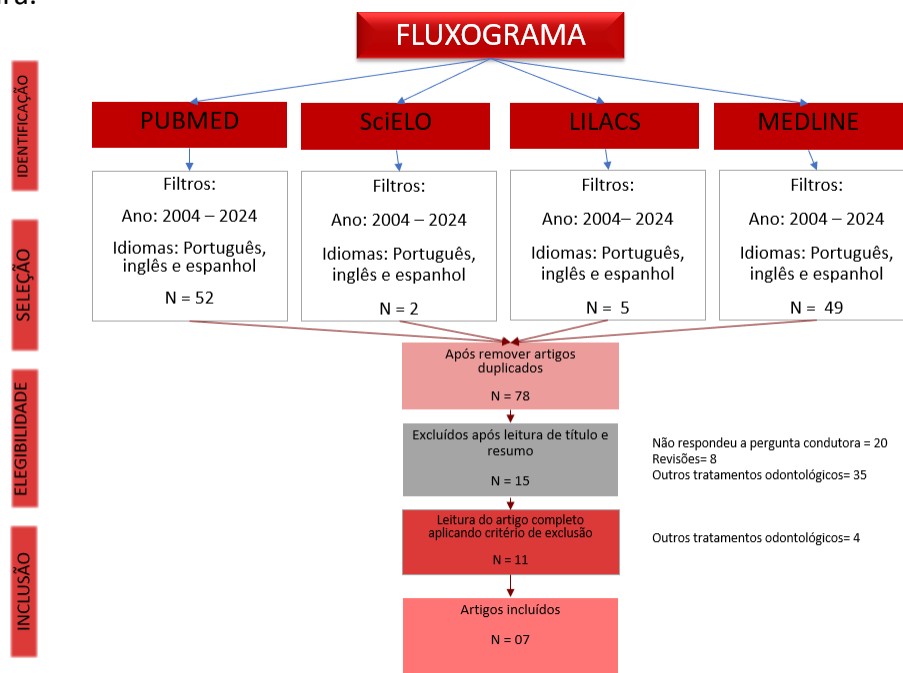 FLUXOGRAMA
IDENTIFICAÇÃO
PUBMED
SciELO
LILACS
MEDLINE
Filtros:
Ano: 2004 – 2024
Idiomas: Português,
inglês e espanhol
N = 52
Filtros:
Ano: 2004 – 2024
Idiomas: Português,
inglês e espanhol
N = 2
Filtros:
Ano: 2004– 2024
Idiomas: Português,
inglês e espanhol
N = 5
Filtros:
Ano: 2004 – 2024
Idiomas: Português,
inglês e espanhol
N = 49
SELEÇÃO
Após remover artigos
duplicados
N = 78
ELEGIBILIDADE
Excluídos após leitura de título e
resumo
N = 15
Não respondeu a pergunta condutora = 20
Revisões= 8
Outros tratamentos odontológicos= 35
Leitura do artigo completo
aplicando critério de exclusão
N = 11
Outros tratamentos odontológicos= 4
INCLUSÃO
Artigos incluídos
N = 07